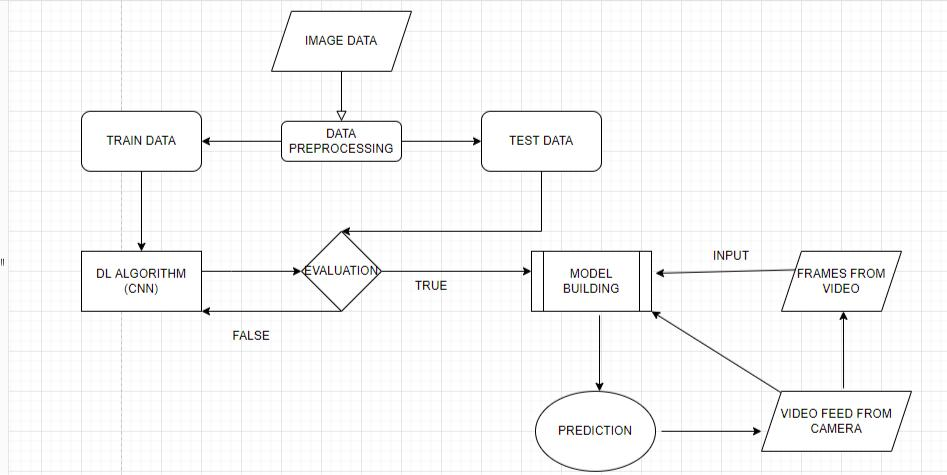 IMAGE DATA
TRAIN DATA
DATA
PREPROCESSING
TEST DATA
"
DL ALGORITHM
(CNN)
EVALUATION
TRUE
FALSE
MODEL
BUILDING
INPUT
FRAMES FROM
VIDEO
PREDICTION
VIDEO FEED FROM
CAMERA